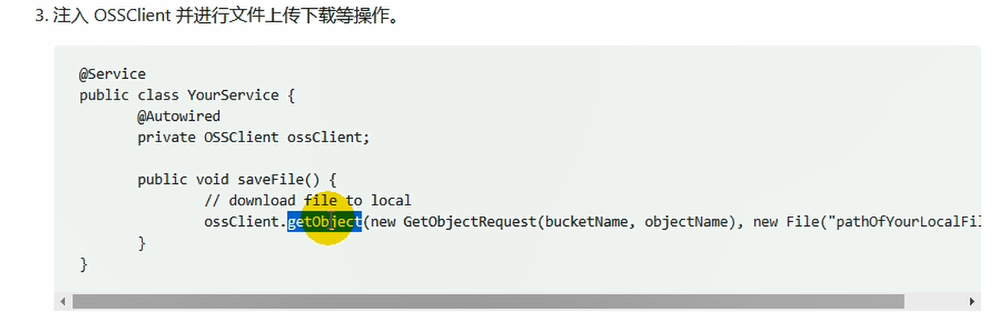 3. 注入 OSSClient 并进行文件上传下载等操作。
@Service
public class YourService {
@Autowired
private OSSClient ossClient;
public void saveFile() {
// download file to local
ossClient.getObject(new GetObjectRequest(bucketName, objectName), new File("pathOfYourLocalFil
}
}